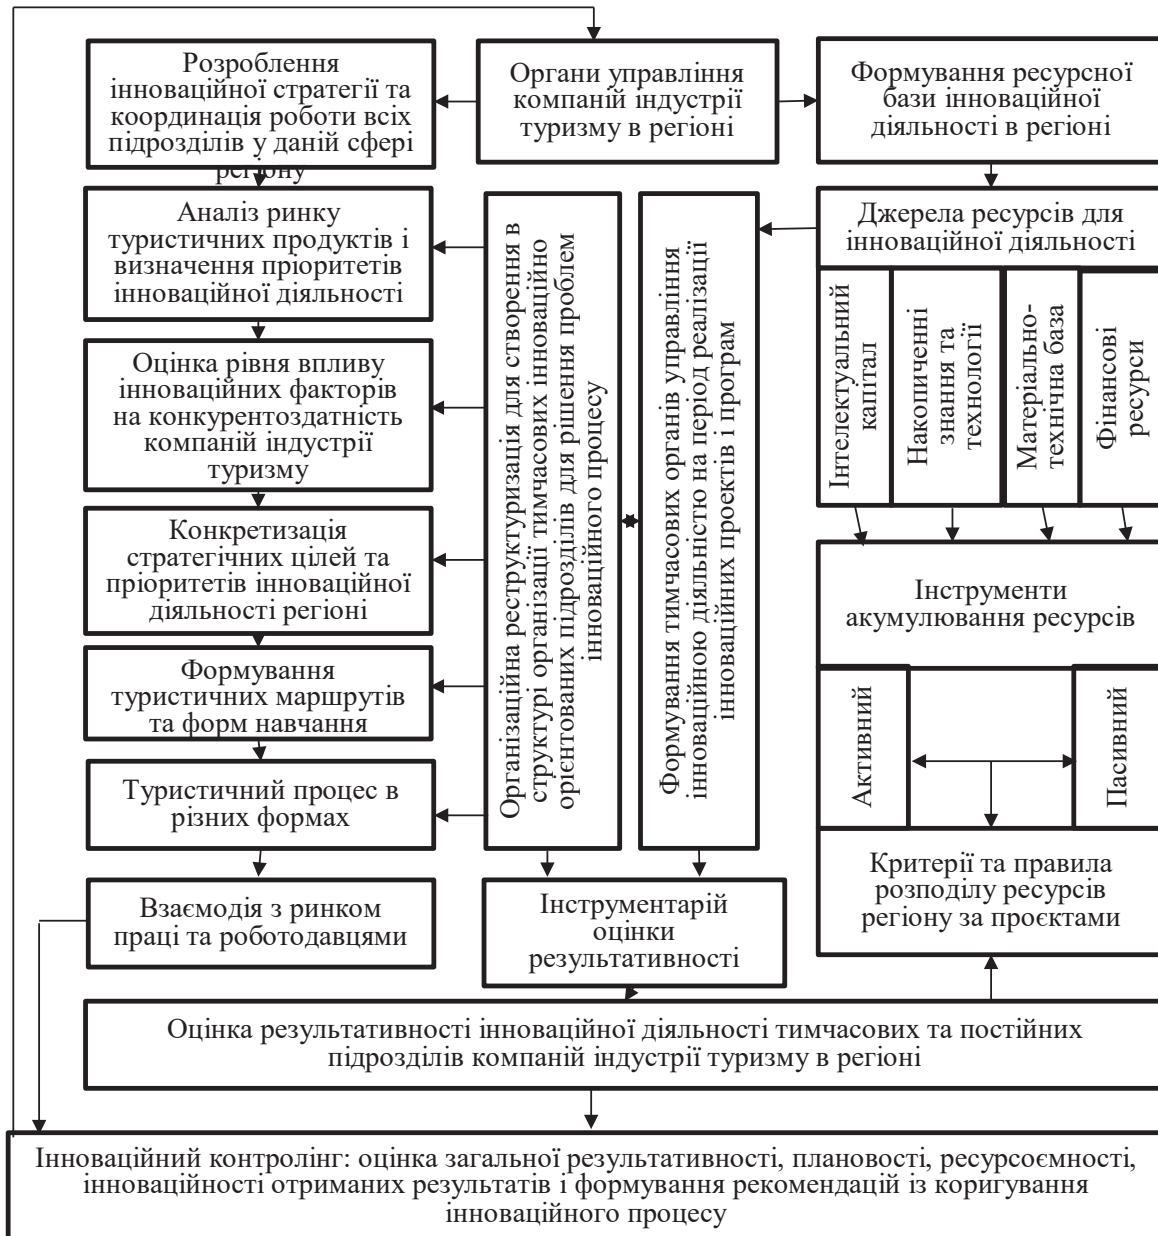 Розроблення
інноваційної стратегії та
координація роботи всіх
підрозділів у даній сфері
регіону
Органи управління
компаній індустрії
туризму в регіоні
Формування ресурсної
бази інноваційної
діяльності в регіоні
Аналіз ринку
туристичних продуктів і
визначення пріоритетів
інноваційної діяльності
Оцінка рівня впливу
інноваційних факторів
на конкурентоздатність
компаній індустрії
туризму
Конкретизація
стратегічних цілей та
пріоритетів інноваційної
діяльності регіоні
Формування
туристичних маршрутів
та форм навчання
Туристичний процес в
різних формах
Взаємодія з ринком
праці та роботодавцями
Організаційна реструктуризація для створення в
структурі організації тимчасових інноваційно
орієнтованих підрозділів для рішення проблем
інноваційного процесу
Формування тимчасових органів управління
інноваційною діяльністю на період реалізації
інноваційних проектів і програм
Джерела ресурсів для
інноваційної діяльності
Інтелектуальний
капітал
Накопиченні
знання та
технології
Матеріально-
технічна база
Фінансові
ресурси
Інструменти
акумулювання ресурсів
Активний
Пасивний
Критерії та правила
розподілу ресурсів
регіону за проєктами
Інструментарій
оцінки
результативності
Оцінка результативності інноваційної діяльності тимчасових та постійних
підрозділів компаній індустрії туризму в регіоні
Інноваційний контролінг: оцінка загальної результативності, плановості, ресурсоємності,
інноваційності отриманих результатів і формування рекомендацій із коригування
інноваційного процесу